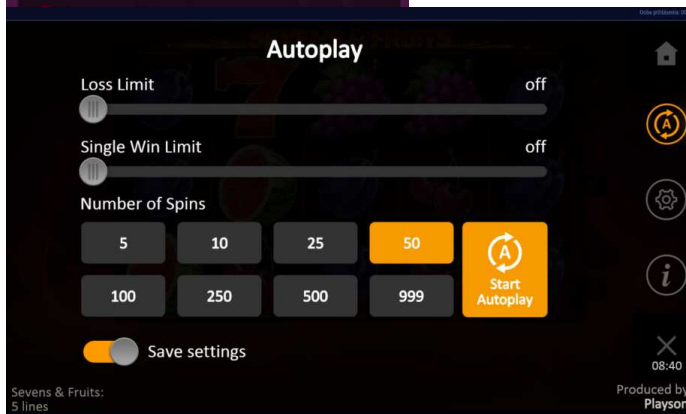 Autoplay
Loss Limit off
Single Win Limit off
Number of Spins
5 10 25 50
Start
Autoplay
100 250 500 999
Save settings
08:40
Sevens & Fruits:
5 lines
Produced by
Playson